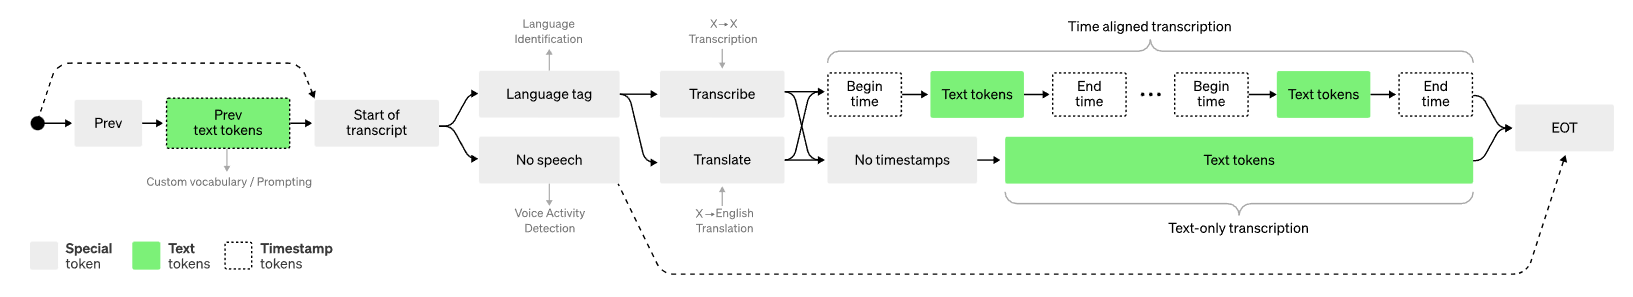 Language
Identification
X→X
Transcription
Time aligned transcription
Prev
Prev
text tokens
Start of
transcript
Language tag
Transcribe
Begin
time
Text tokens
End
time
...
Begin
time
Text tokens
End
time
EOT
No speech
Translate
No timestamps
Text tokens
Custom vocabulary / Prompting
Voice Activity
Detection
X→English
Translation
Text-only transcription
Special
token
Text
tokens
Timestamp
tokens